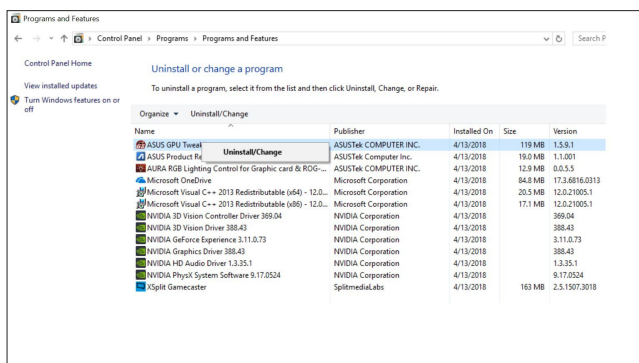 Programs and Features
Control Panel > Programs > Programs and Features
Search P
Control Panel Home
View installed updates
Turn Windows features on or
off
Uninstall or change a program
To uninstall a program, select it from the list and then click Uninstall, Change, or Repair.
Organize Uninstall/Change
Name Publisher Installed On Size Version
ASUS GPU Tweak ASUSTek COMPUTER INC. 4/13/2018 119 MB 1.5.9.1
Uninstall/Change
ASUS Product Re ASUSTek Computer Inc. 4/13/2018 19.0 MB 1.1.001
AURA RGB Lighting Control for Graphic card & ROG-... ASUSTek COMPUTER INC. 4/13/2018 12.9 MB 0.0.5.5
Microsoft OneDrive Microsoft Corporation 4/13/2018 84.8 MB 17.3.6816.0313
Microsoft Visual C++ 2013 Redistributable (x64) - 12.0... Microsoft Corporation 4/13/2018 20.5 MB 12.0.21005.1
Microsoft Visual C++ 2013 Redistributable (x86) - 12.0... Microsoft Corporation 4/13/2018 17.1 MB 12.0.21005.1
NVIDIA 3D Vision Controller Driver 369.04 NVIDIA Corporation 4/13/2018 369.04
NVIDIA 3D Vision Driver 388.43 NVIDIA Corporation 4/13/2018 388.43
NVIDIA GeForce Experience 3.11.0.73 NVIDIA Corporation 4/13/2018 3.11.0.73
NVIDIA Graphics Driver 388.43 NVIDIA Corporation 4/13/2018 388.43
NVIDIA HD Audio Driver 1.3.35.1 NVIDIA Corporation 4/13/2018 1.3.35.1
NVIDIA PhysX System Software 9.17.0524 NVIDIA Corporation 4/13/2018 9.17.0524
XSplit Gamecaster SplitmediaLabs 4/13/2018 163 MB 2.5.1507.3018